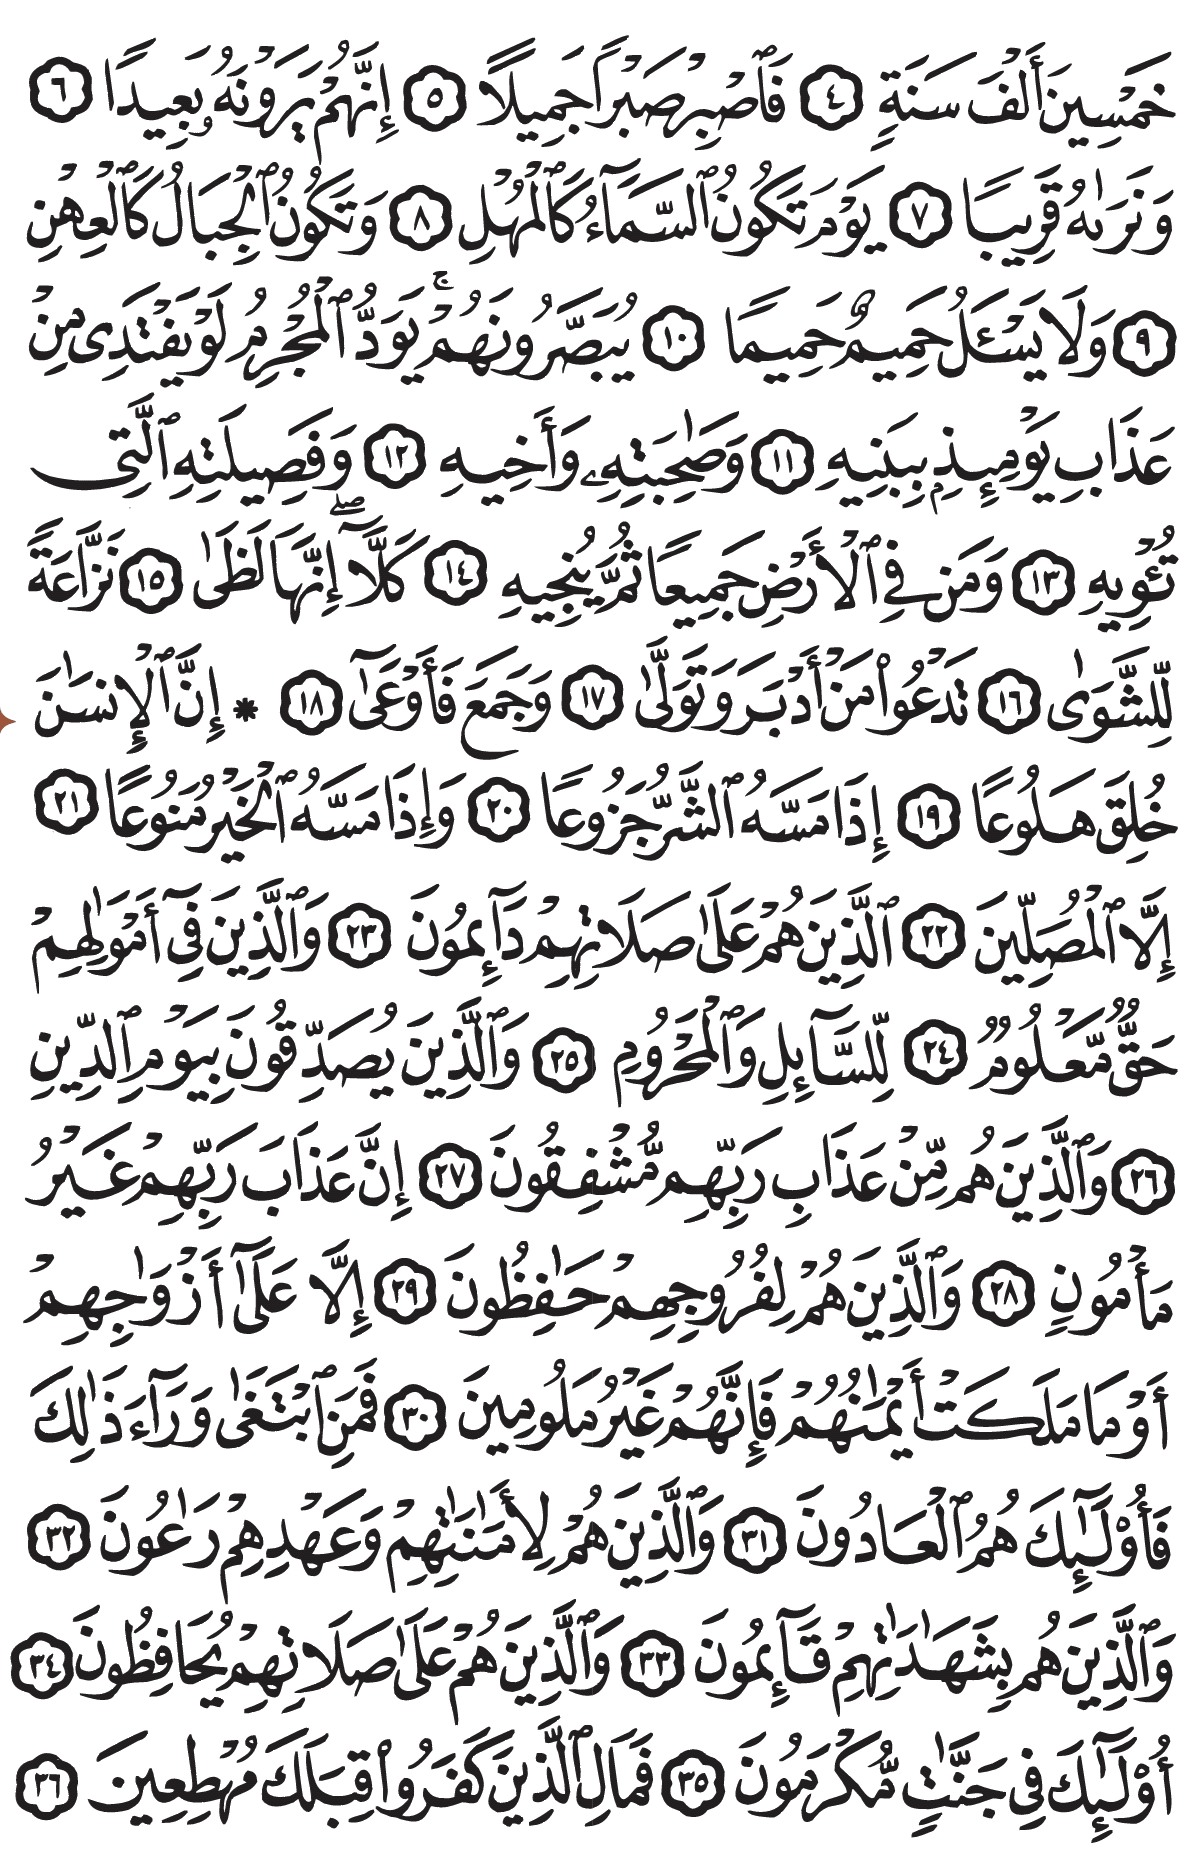 خَمْسِينَ أَلْفَ سَنَةٍ ٤ فَٱصْبِرْ صَبْرًا جَمِيلًا ٥ إِنَّهُمْ يَرَوْنَهُۥ بَعِيدًا ٦
وَنَرَىٰهُ قَرِيبًا ٧ يَوْمَ تَكُونُ ٱلسَّمَآءُ كَٱلْمُهْلِ ٨ وَتَكُونُ ٱلْجِبَالُ كَٱلْعِهْنِ
٩ وَلَا يَسْـَٔلُ حَمِيمٌ حَمِيمًا ١٠ يُبَصَّرُونَهُمْ ۚ يَوَدُّ ٱلْمُجْرِمُ لَوْ يَفْتَدِى مِنْ
عَذَابِ يَوْمِئِذٍۭ بِبَنِيهِ ١١ وَصَـٰحِبَتِهِۦ وَأَخِيهِ ١٢ وَفَصِيلَتِهِ ٱلَّتِى
تُـْٔوِيهِ ١٣ وَمَن فِى ٱلْأَرْضِ جَمِيعًا ثُمَّ يُنجِيهِ ١٤ كَلَّآ ۖ إِنَّهَا لَظَىٰ ١٥ نَزَّاعَةً
لِّلشَّوَىٰ ١٦ تَدْعُوا۟ مَنْ أَدْبَرَ وَتَوَلَّىٰ ١٧ وَجَمَعَ فَأَوْعَىٰٓ ١٨ * إِنَّ ٱلْإِنسَـٰنَ
خُلِقَ هَلُوعًا ١٩ إِذَا مَسَّهُ ٱلشَّرُّ جَزُوعًا ٢٠ وَإِذَا مَسَّهُ ٱلْخَيْرُ مَنُوعًا ٢١
إِلَّا ٱلْمُصَلِّينَ ٢٢ ٱلَّذِينَ هُمْ عَلَىٰ صَلَاتِهِمْ دَآئِمُونَ ٢٣ وَٱلَّذِينَ فِىٓ أَمْوَٰلِهِمْ
حَقٌّ مَّعْلُومٌ ٢٤ لِّلسَّآئِلِ وَٱلْمَحْرُومِ ٢٥ وَٱلَّذِينَ يُصَدِّقُونَ بِيَوْمِ ٱلدِّينِ
٢٦ وَٱلَّذِينَ هُم مِّنْ عَذَابِ رَبِّهِم مُّشْفِقُونَ ٢٧ إِنَّ عَذَابَ رَبِّهِمْ غَيْرُ
مَأْمُونٍ ٢٨ وَٱلَّذِينَ هُمْ لِفُرُوجِهِمْ حَـٰفِظُونَ ٢٩ إِلَّا عَلَىٰٓ أَزْوَٰجِهِمْ
أَوْ مَا مَلَكَتْ أَيْمَـٰنُهُمْ فَإِنَّهُمْ غَيْرُ مَلُومِينَ ٣٠ فَمَنِ ٱبْتَغَىٰ وَرَآءَ ذَٰلِكَ
فَأُو۟لَـٰٓئِكَ هُمُ ٱلْعَادُونَ ٣١ وَٱلَّذِينَ هُمْ لِأَمَـٰنَـٰتِهِمْ وَعَهْدِهِمْ رَٰعُونَ ٣٢
وَٱلَّذِينَ هُم بِشَهَـٰدَٰتِهِمْ قَآئِمُونَ ٣٣ وَٱلَّذِينَ هُمْ عَلَىٰ صَلَاتِهِمْ يُحَافِظُونَ ٣٤
أُو۟لَـٰٓئِكَ فِى جَنَّـٰتٍ مُّكْرَمُونَ ٣٥ فَمَالِ ٱلَّذِينَ كَفَرُوا۟ قِبَلَكَ مُهْطِعِينَ ٣٦